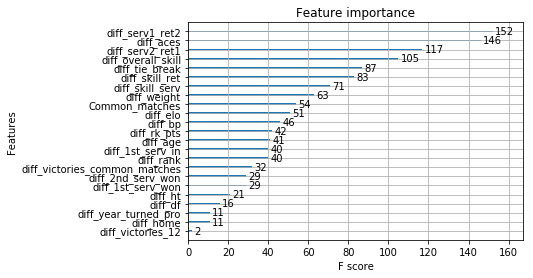 Feature importance
diff_serv1_ret2 152
diff_aces 146
diff_serv2_ret1 117
diff_overall_skill 105
diff_tie_break 87
diff_skill_ret 83
diff_skill_serv 71
diff_weight 63
Common_matches 54
diff_elo 51
diff_bp 46
diff_rk_pts 42
diff_age 41
diff_1st_serv_in 40
diff_rank 40
diff_victories_common_matches 32
diff_2nd_serv_won 29
diff_1st_serv_won 29
diff_ht 21
diff_df 16
diff_year_turned_pro 11
diff_home 11
diff_victories_12 2
0 20 40 60 80 100 120 140 160
F score
Features